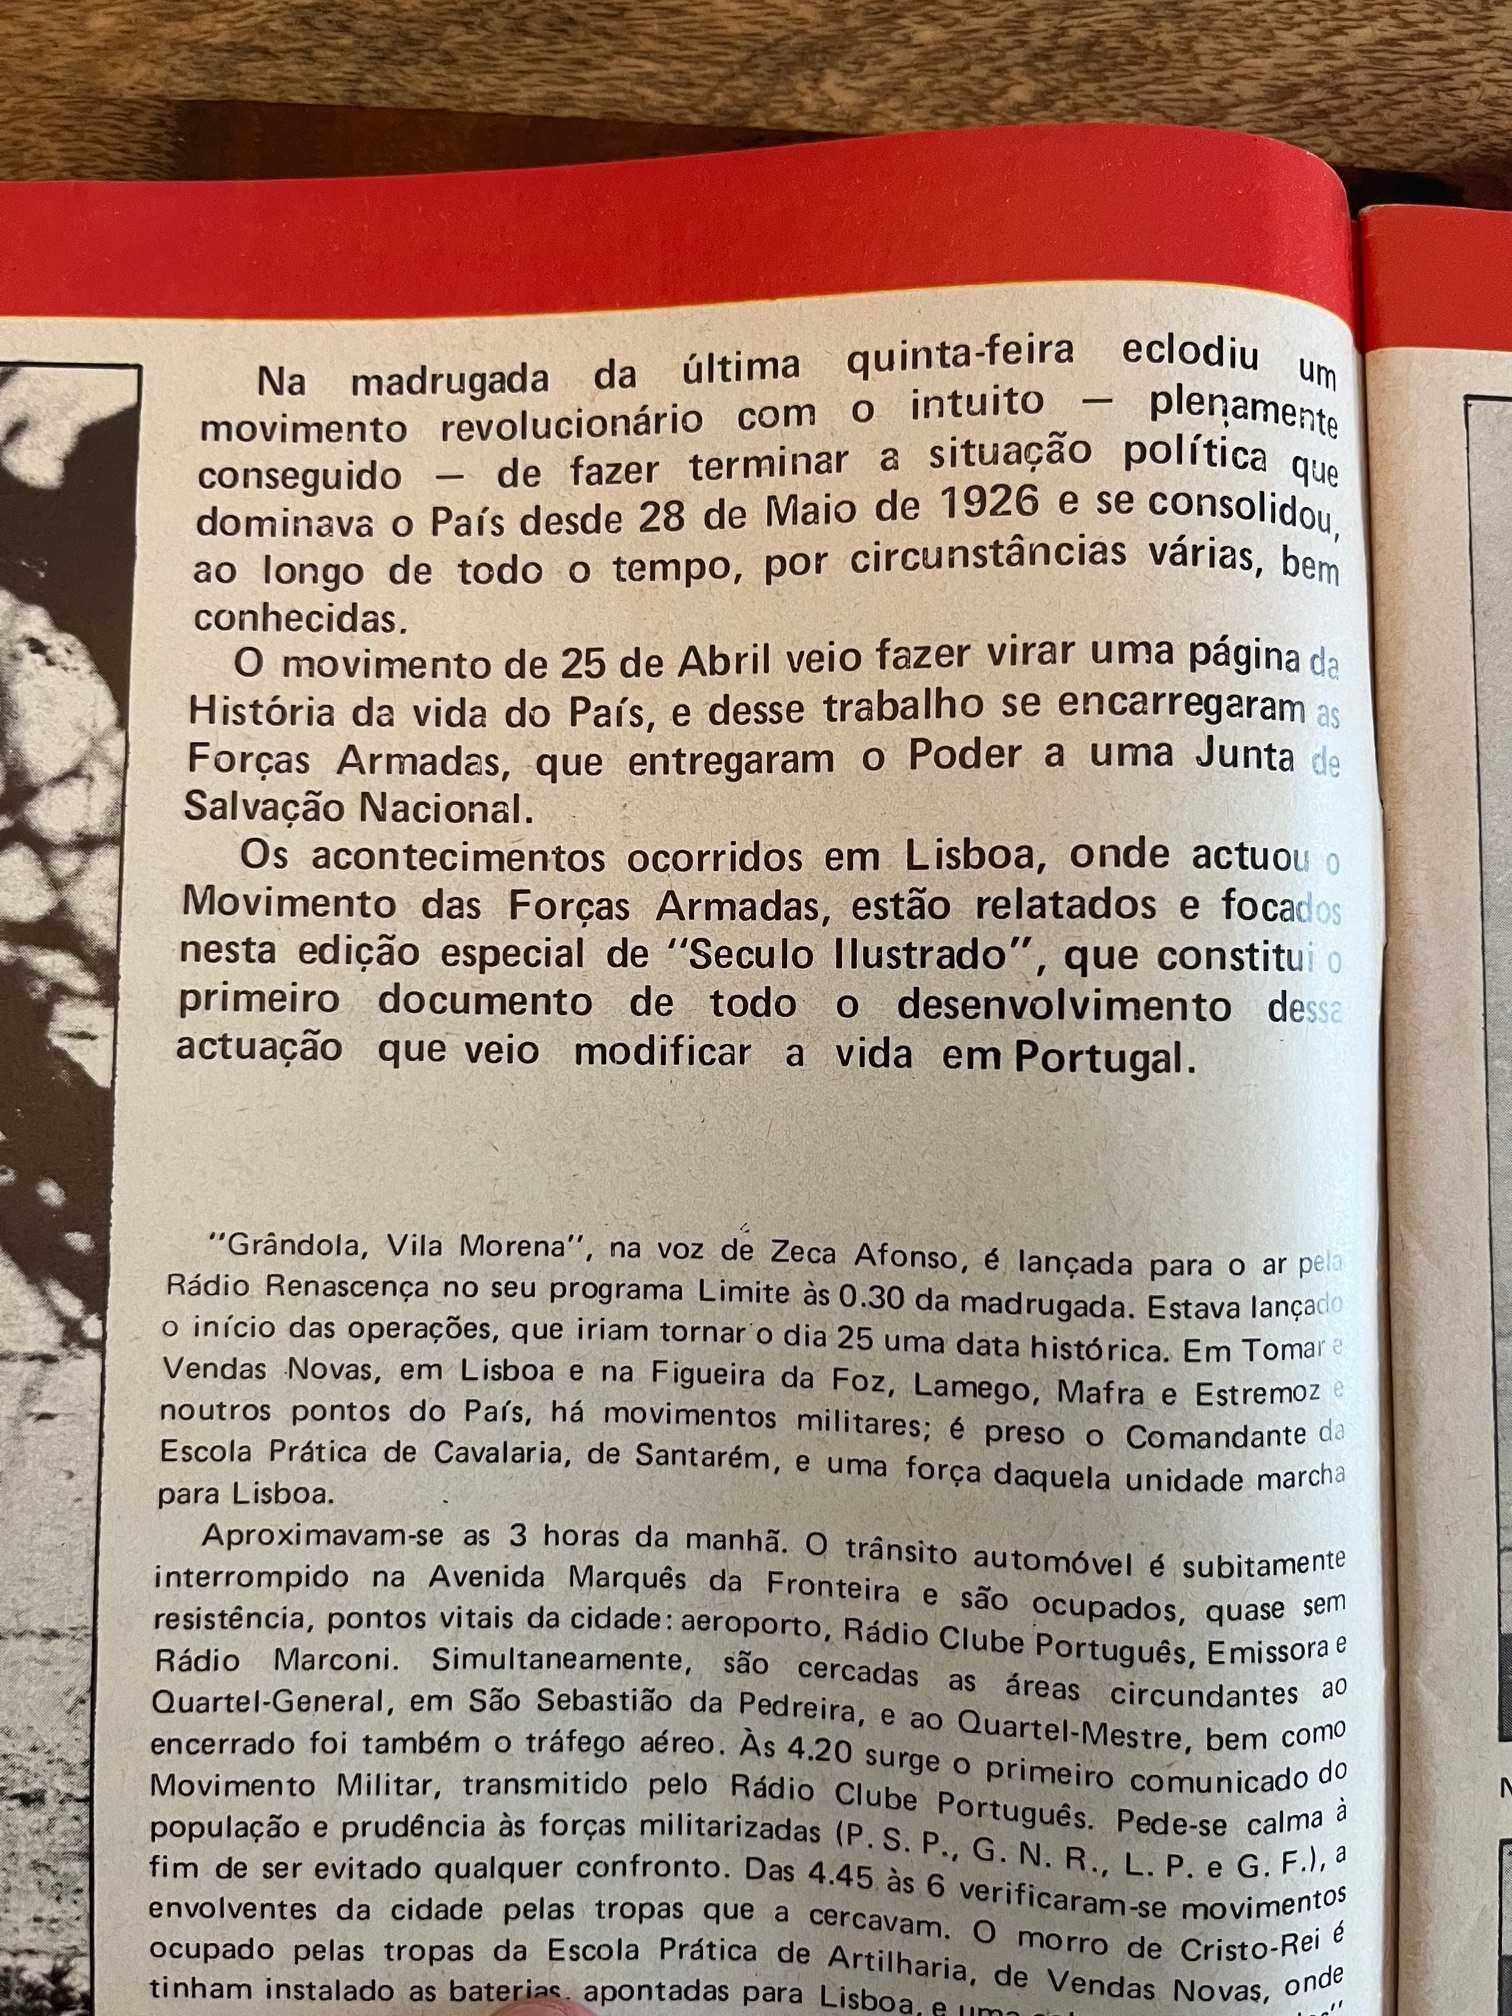 Na madrugada da última quinta-feira eclodiu um
movimento revolucionário com o intuito — plenamente
conseguido — de fazer terminar a situação política que
dominava o País desde 28 de Maio de 1926 e se consolidou,
ao longo de todo o tempo, por circunstâncias várias, bem
conhecidas.
O movimento de 25 de Abril veio fazer virar uma página da
História da vida do País, e desse trabalho se encarregaram as
Forças Armadas, que entregaram o Poder a uma Junta de
Salvação Nacional.
Os acontecimentos ocorridos em Lisboa, onde actuou o
Movimento das Forças Armadas, estão relatados e focados
nesta edição especial de "Seculo Ilustrado", que constitui o
primeiro documento de todo o desenvolvimento dessa
actuação que veio modificar a vida em Portugal.
"Grândola, Vila Morena", na voz de Zeca Afonso, é lançada para o ar pela
Rádio Renascença no seu programa Limite às 0.30 da madrugada. Estava lançado
o início das operações, que iriam tornar o dia 25 uma data histórica. Em Tomar e
Vendas Novas, em Lisboa e na Figueira da Foz, Lamego, Mafra e Estremoz e
noutros pontos do País, há movimentos militares; é preso o Comandante da
Escola Prática de Cavalaria, de Santarém, e uma força daquela unidade marcha
para Lisboa.
Aproximavam-se as 3 horas da manhã. O trânsito automóvel é subitamente
interrompido na Avenida Marquês da Fronteira e são ocupados, quase sem
resistência, pontos vitais da cidade: aeroporto, Rádio Clube Português, Emissora e
Rádio Marconi. Simultaneamente, são cercadas as áreas circundantes ao
Quartel-General, em São Sebastião da Pedreira, e ao Quartel-Mestre, bem como
encerrado foi também o tráfego aéreo. Às 4.20 surge o primeiro comunicado do
Movimento Militar, transmitido pelo Rádio Clube Português. Pede-se calma à
população e prudência às forças militarizadas (P. S. P., G. N. R., L. P. e G. F.), a
fim de ser evitado qualquer confronto. Das 4.45 às 6 verificaram-se movimentos
envolventes da cidade pelas tropas que a cercavam. O morro de Cristo-Rei é
ocupado pelas tropas da Escola Prática de Artilharia, de Vendas Novas, onde
tinham instalado as baterias, apontadas para Lisboa, e uma